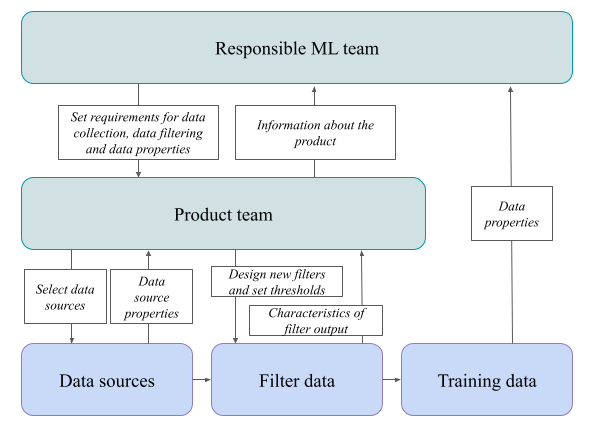 Responsible ML team
Set requirements for data
collection, data filtering
and data properties
Information about the
product
Data
properties
Product team
Select data
sources
Data
source
properties
Design new filters
and set thresholds
Characteristics of
filter output
Data sources
Filter data
Training data